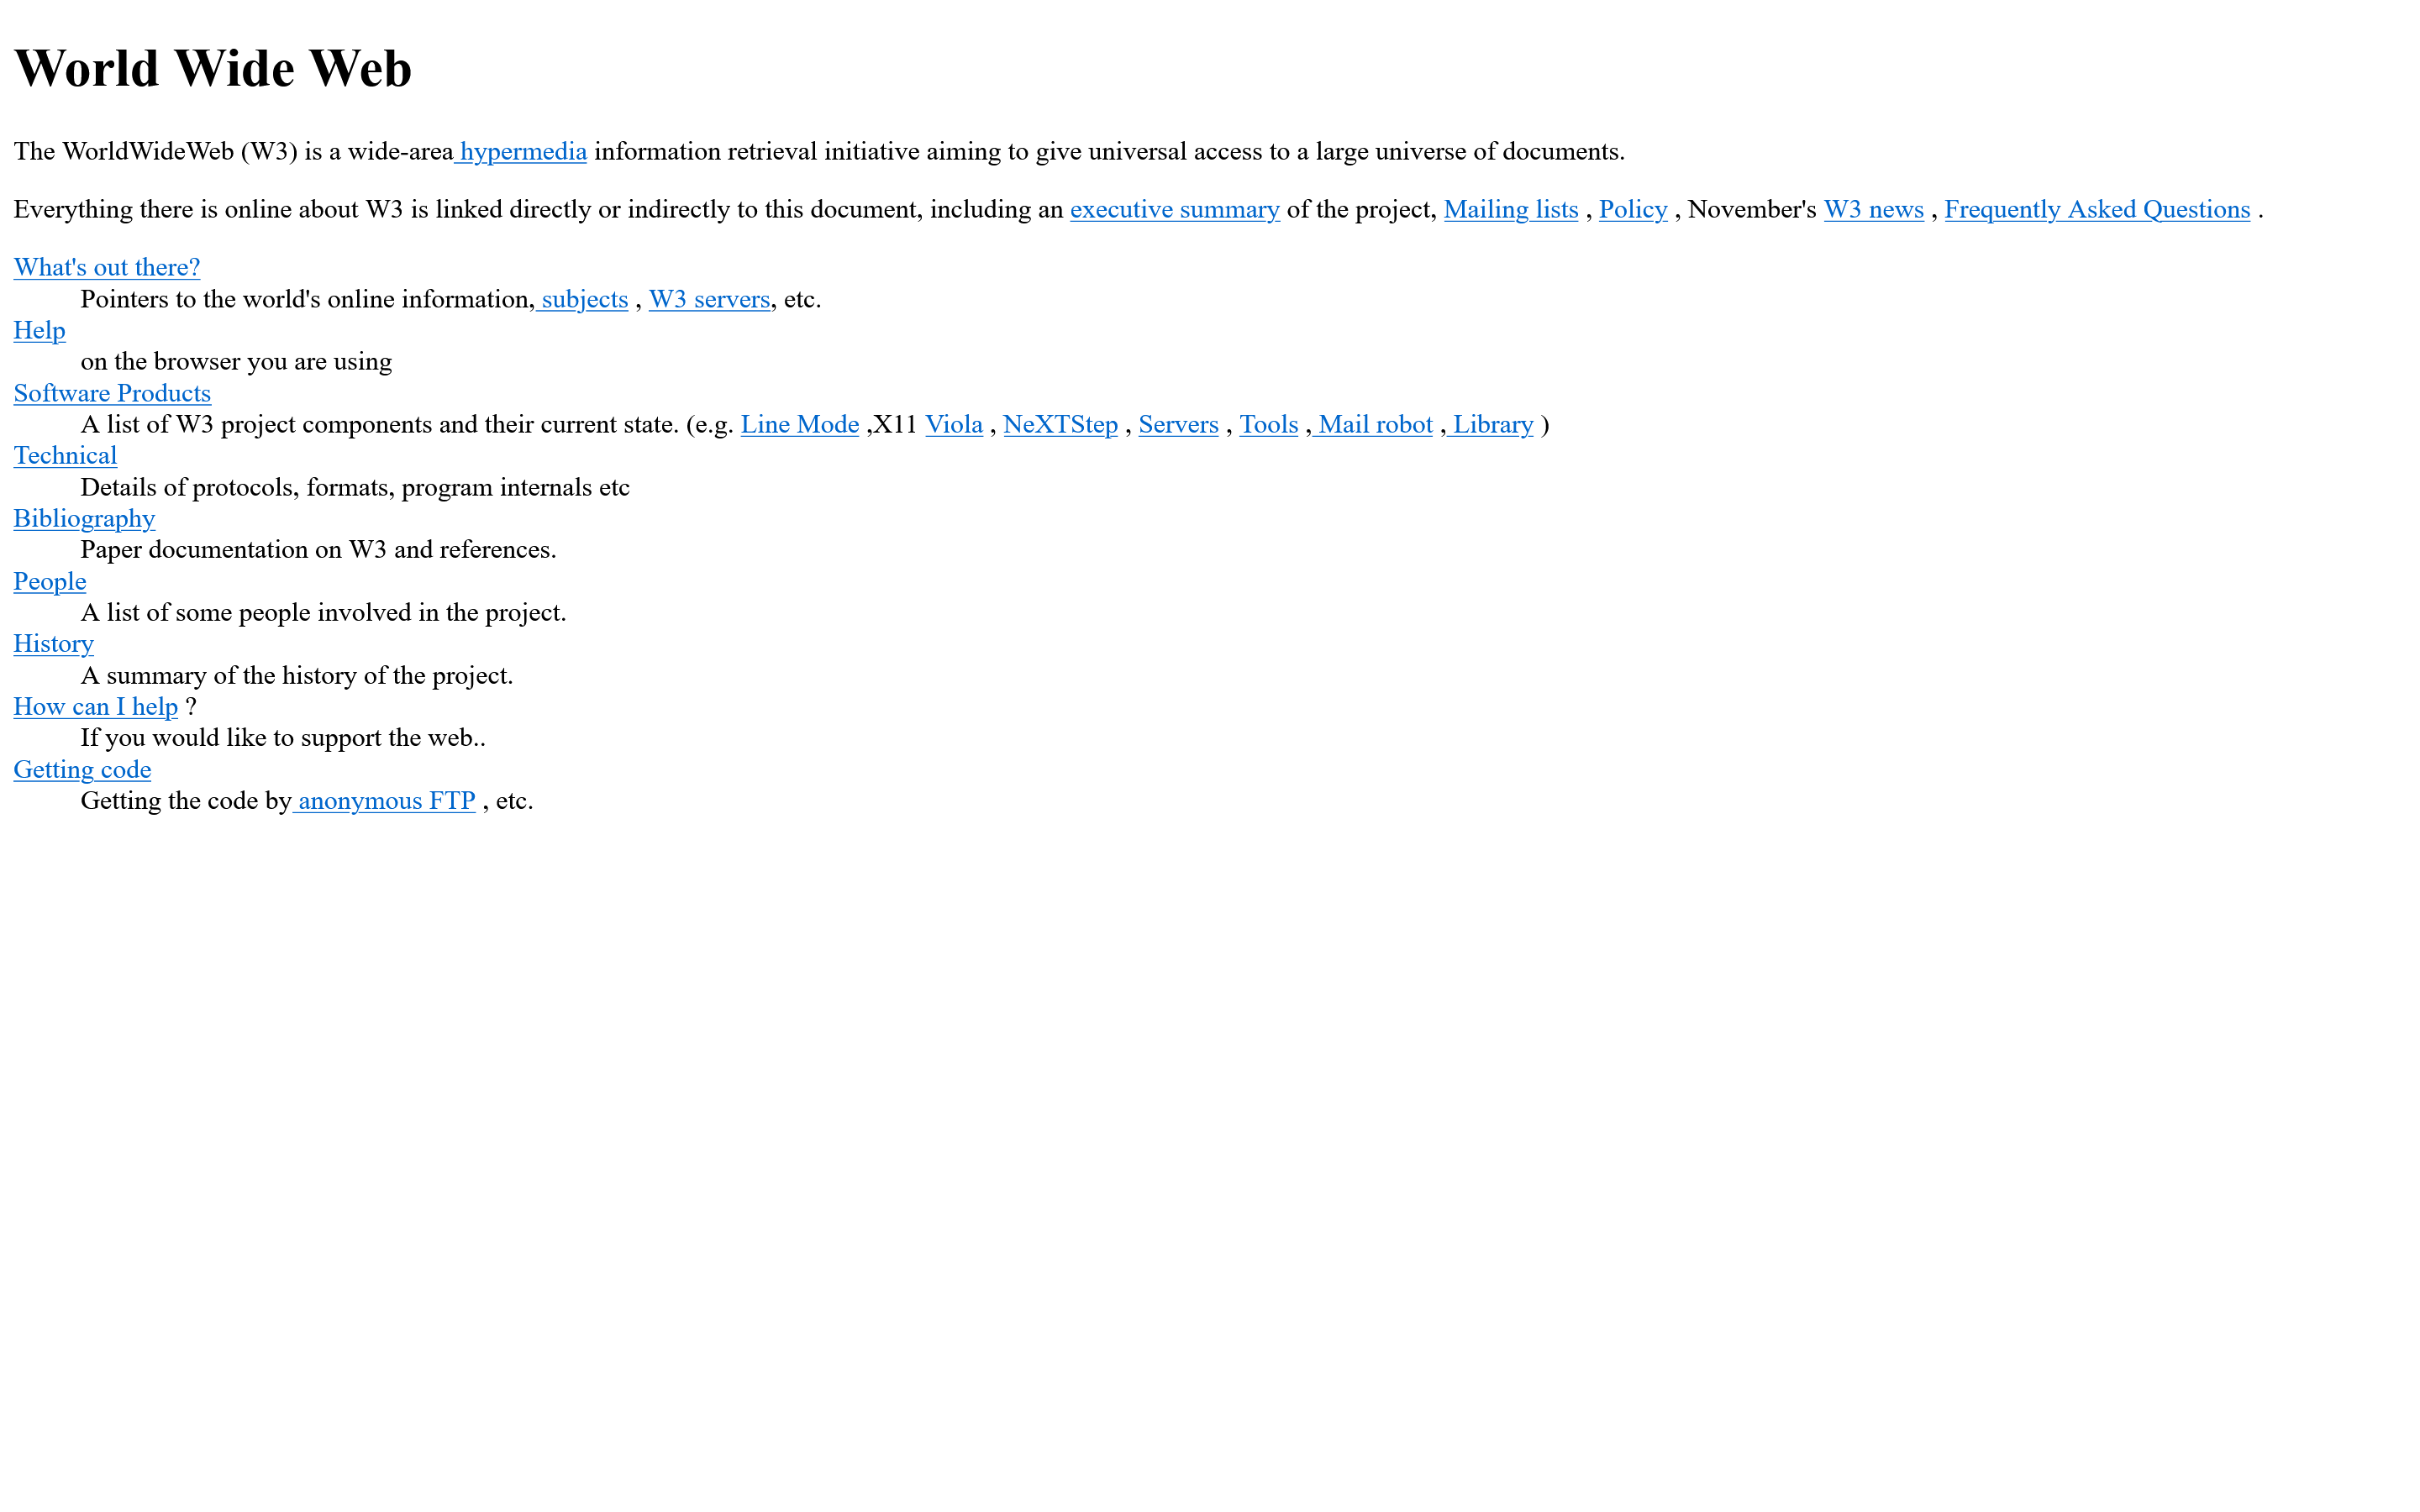 World Wide Web
The WorldWideWeb (W3) is a wide-area hypermedia information retrieval initiative aiming to give universal access to a large universe of documents.
Everything there is online about W3 is linked directly or indirectly to this document, including an executive summary of the project, Mailing lists , Policy , November's W3 news , Frequently Asked Questions .
What's out there?
Pointers to the world's online information, subjects , W3 servers, etc.
Help
on the browser you are using
Software Products
A list of W3 project components and their current state. (e.g. Line Mode ,X11 Viola , NeXTStep , Servers , Tools , Mail robot , Library )
Technical
Details of protocols, formats, program internals etc
Bibliography
Paper documentation on W3 and references.
People
A list of some people involved in the project.
History
A summary of the history of the project.
How can I help ?
If you would like to support the web..
Getting code
Getting the code by anonymous FTP , etc.